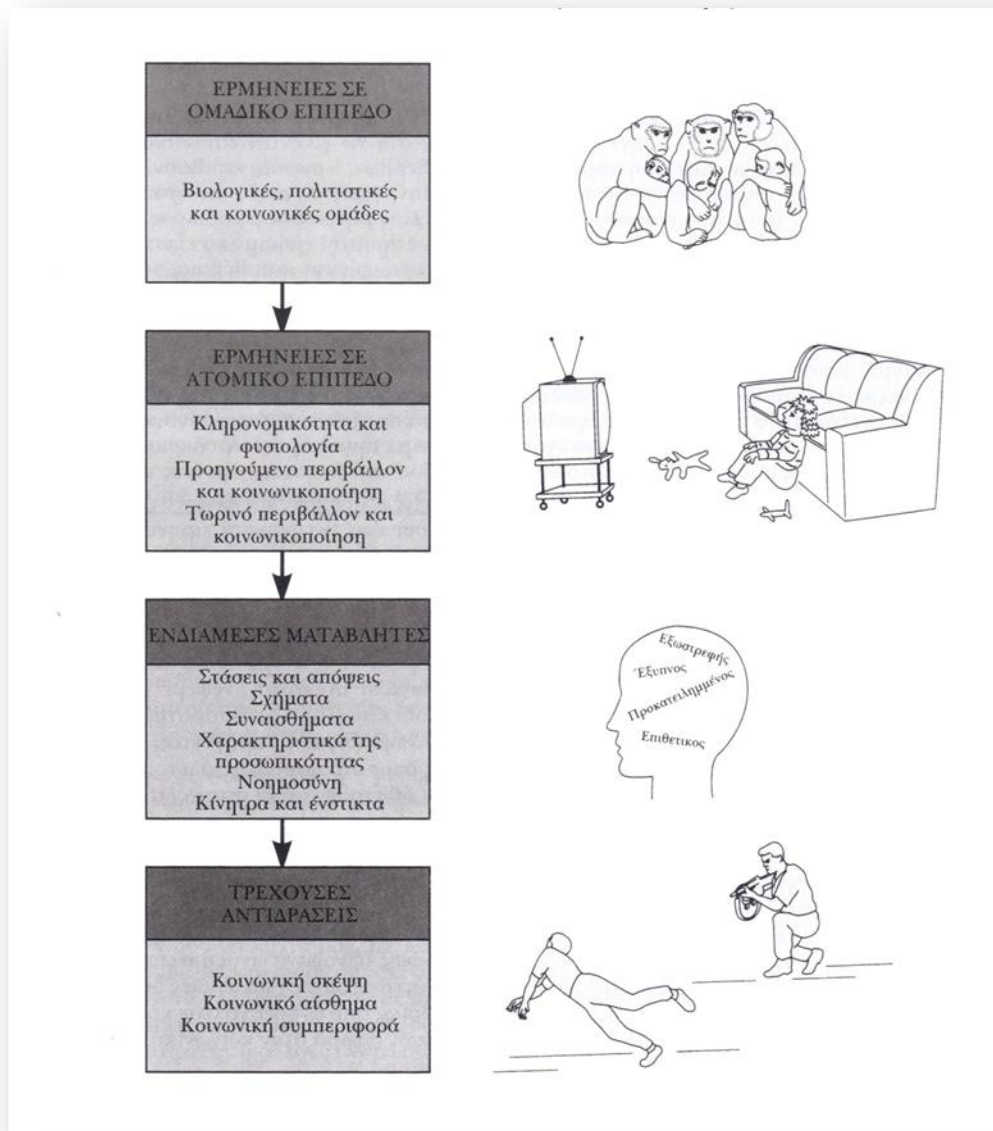 ΕΡΜΗΝΕΙΕΣ ΣΕ
ΟΜΑΔΙΚΟ ΕΠΙΠΕΔΟ
Βιολογικές, πολιτιστικές
και κοινωνικές ομάδες
ΕΡΜΗΝΕΙΕΣ ΣΕ
ΑΤΟΜΙΚΟ ΕΠΙΠΕΔΟ
Κληρονομικότητα και
φυσιολογία
Προηγούμενο περιβάλλον
και κοινωνικοποίηση
Τωρινό περιβάλλον και
κοινωνικοποίηση
ΕΝΔΙΑΜΕΣΕΣ ΜΑΤΑΒΛΗΤΕΣ
Στάσεις και απόψεις
Σχήματα
Συναισθήματα
Χαρακτηριστικά της
προσωπικότητας
Νοημοσύνη
Κίνητρα και ένστικτα
Εξωστρεφής
Έξυπνος
Προκατειλημμένος
Επιθετικος
ΤΡΕΧΟΥΣΕΣ
ΑΝΤΙΔΡΑΣΕΙΣ
Κοινωνική σκέψη
Κοινωνικό αίσθημα
Κοινωνική συμπεριφορά